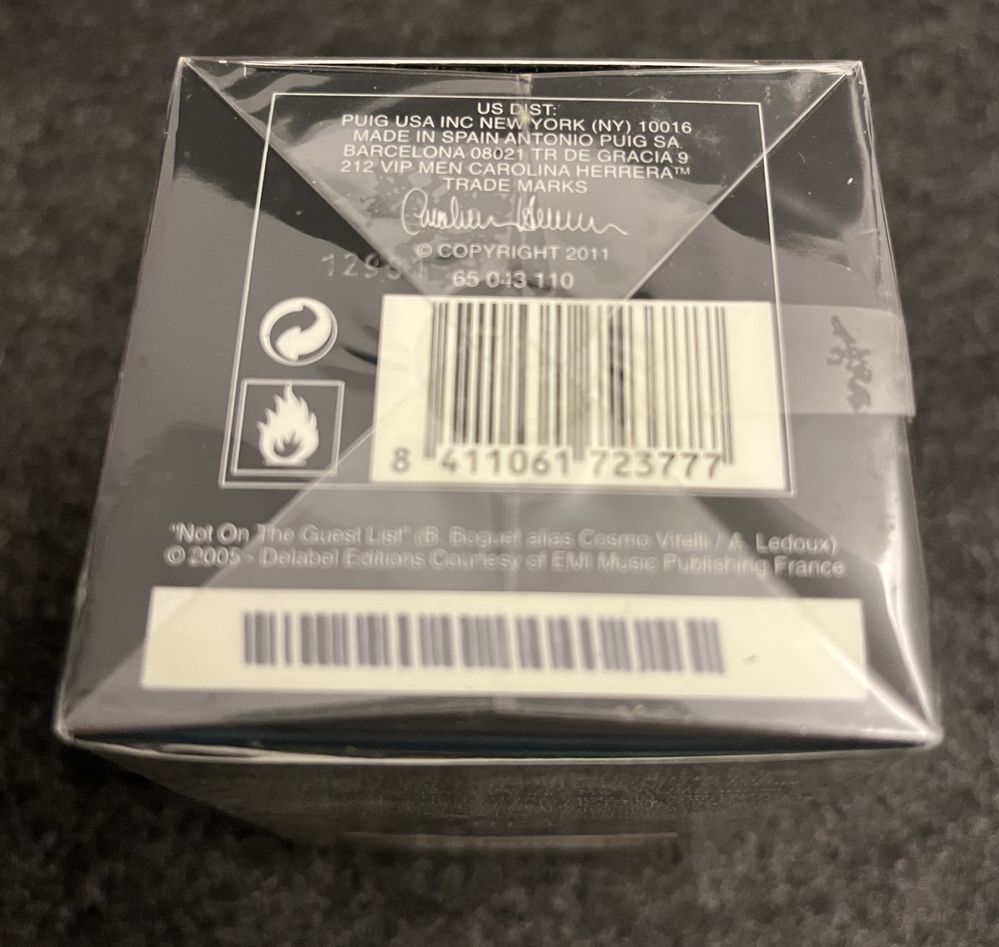 US DIST:
PUIG USA INC NEW YORK (NY) 10016
MADE IN SPAIN ANTONIO PUIG SA.
BARCELONA 08021 TR DE GRACIA 9
212 VIP MEN CAROLINA HERRERA™
TRADE MARKS
Carolina Herrera
© COPYRIGHT 2011
65 043 110
8 411061 723777
"Not On The Guest List" (B. Boguet alias Cosmo Vitelli / A. Ledoux)
© 2005 - Delabel Editions Courtesy of EMI Music Publishing France